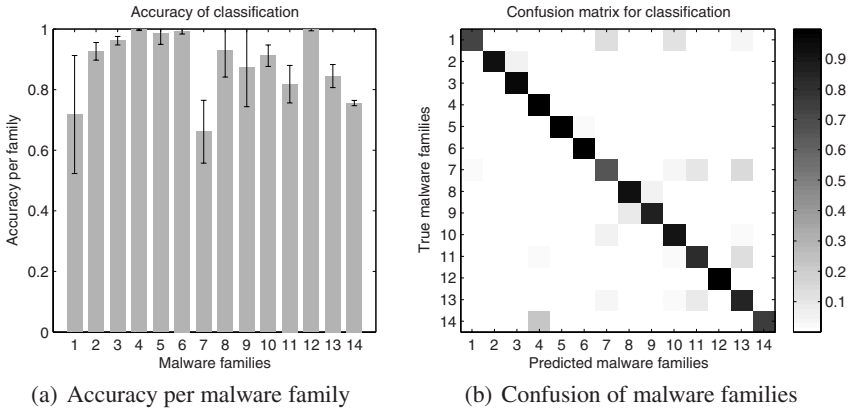 Accuracy of classification
1
0.8
0.6
0.4
0.2
0
Accuracy per family
1 2 3 4 5 6 7 8 9 10 11 12 13 14
Malware families
(a) Accuracy per malware family
Confusion matrix for classification
1
2
3
4
5
6
7
8
9
10
11
12
13
14
True malware families
1 2 3 4 5 6 7 8 9 10 11 12 13 14
Predicted malware families
0.9
0.8
0.7
0.6
0.5
0.4
0.3
0.2
0.1
(b) Confusion of malware families